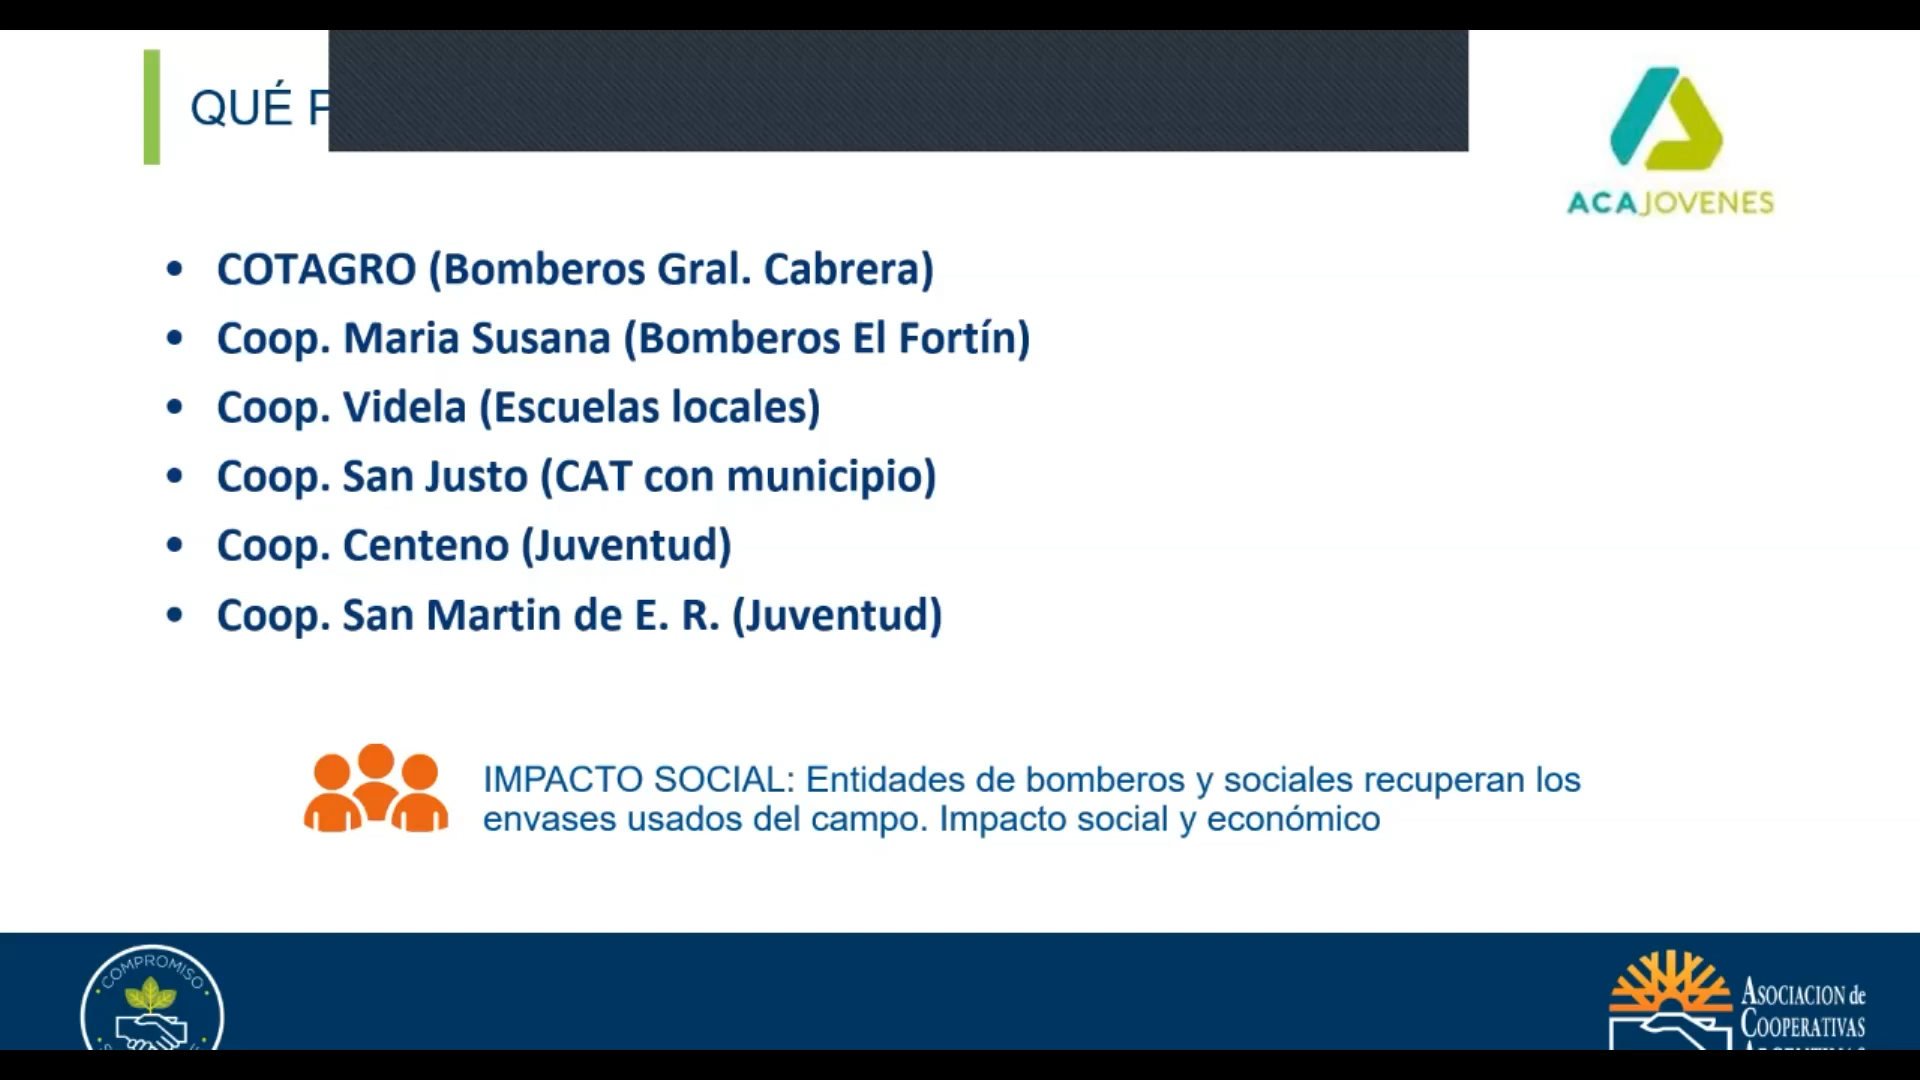 QUÉ
ACAJOVENES
• COTAGRO (Bomberos Gral. Cabrera)
• Coop. Maria Susana (Bomberos El Fortín)
• Coop. Videla (Escuelas locales)
• Coop. San Justo (CAT con municipio)
• Coop. Centeno (Juventud)
• Coop. San Martin de E. R. (Juventud)
IMPACTO SOCIAL: Entidades de bomberos y sociales recuperan los
envases usados del campo. Impacto social y económico
COMPROMISO
ASOCIACION de
COOPERATIVAS